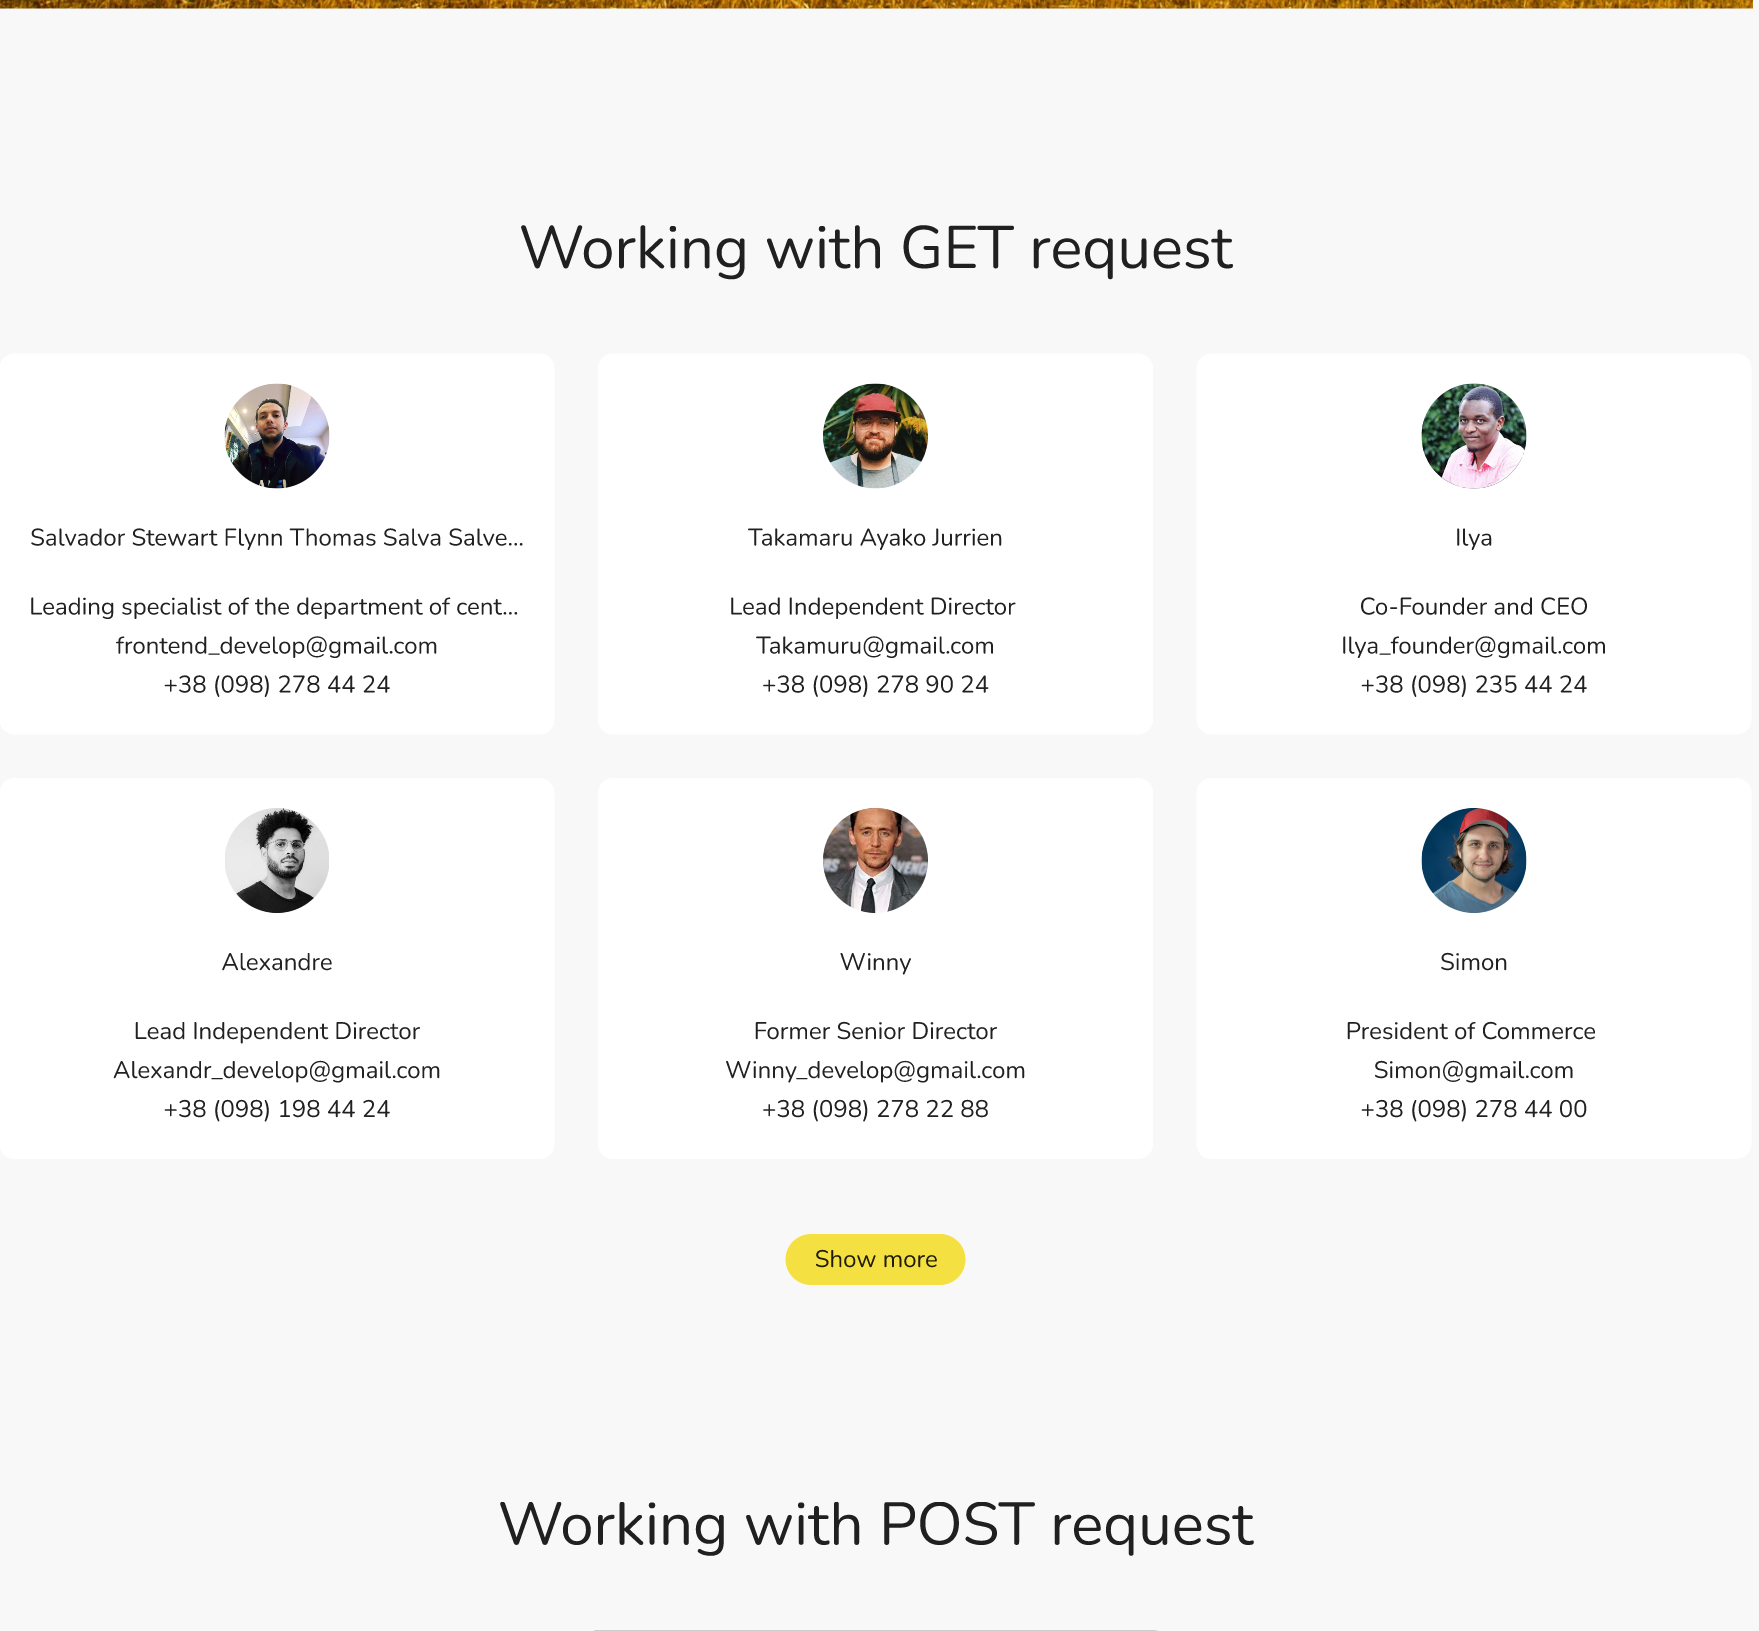 Working with GET request
Salvador Stewart Flynn Thomas Salva Salve...
Leading specialist of the department of cent...
frontend_develop@gmail.com
+38 (098) 278 44 24
Takamaru Ayako Jurrien
Lead Independent Director
Takamuru@gmail.com
+38 (098) 278 90 24
Ilya
Co-Founder and CEO
Ilya_founder@gmail.com
+38 (098) 235 44 24
Alexandre
Lead Independent Director
Alexandr_develop@gmail.com
+38 (098) 198 44 24
Winny
Former Senior Director
Winny_develop@gmail.com
+38 (098) 278 22 88
Simon
President of Commerce
Simon@gmail.com
+38 (098) 278 44 00
Show more
Working with POST request